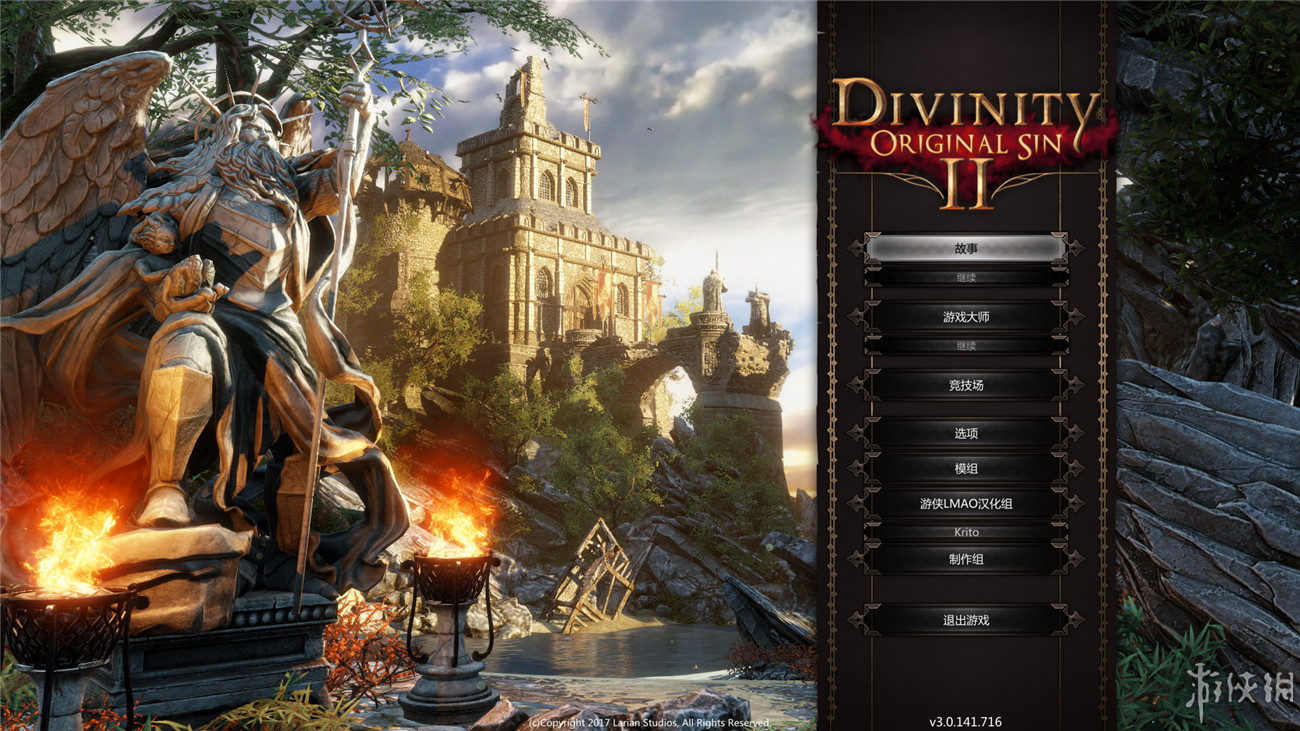 DIVINITY®
ORIGINAL SIN
II
故事
继续
游戏大师
继续
竞技场
选项
模组
游侠LMAO汉化组
Krito
制作组
退出游戏
(c)Copyright 2017 Larian Studios, All Rights Reserved
v3.0.141.716
游侠网